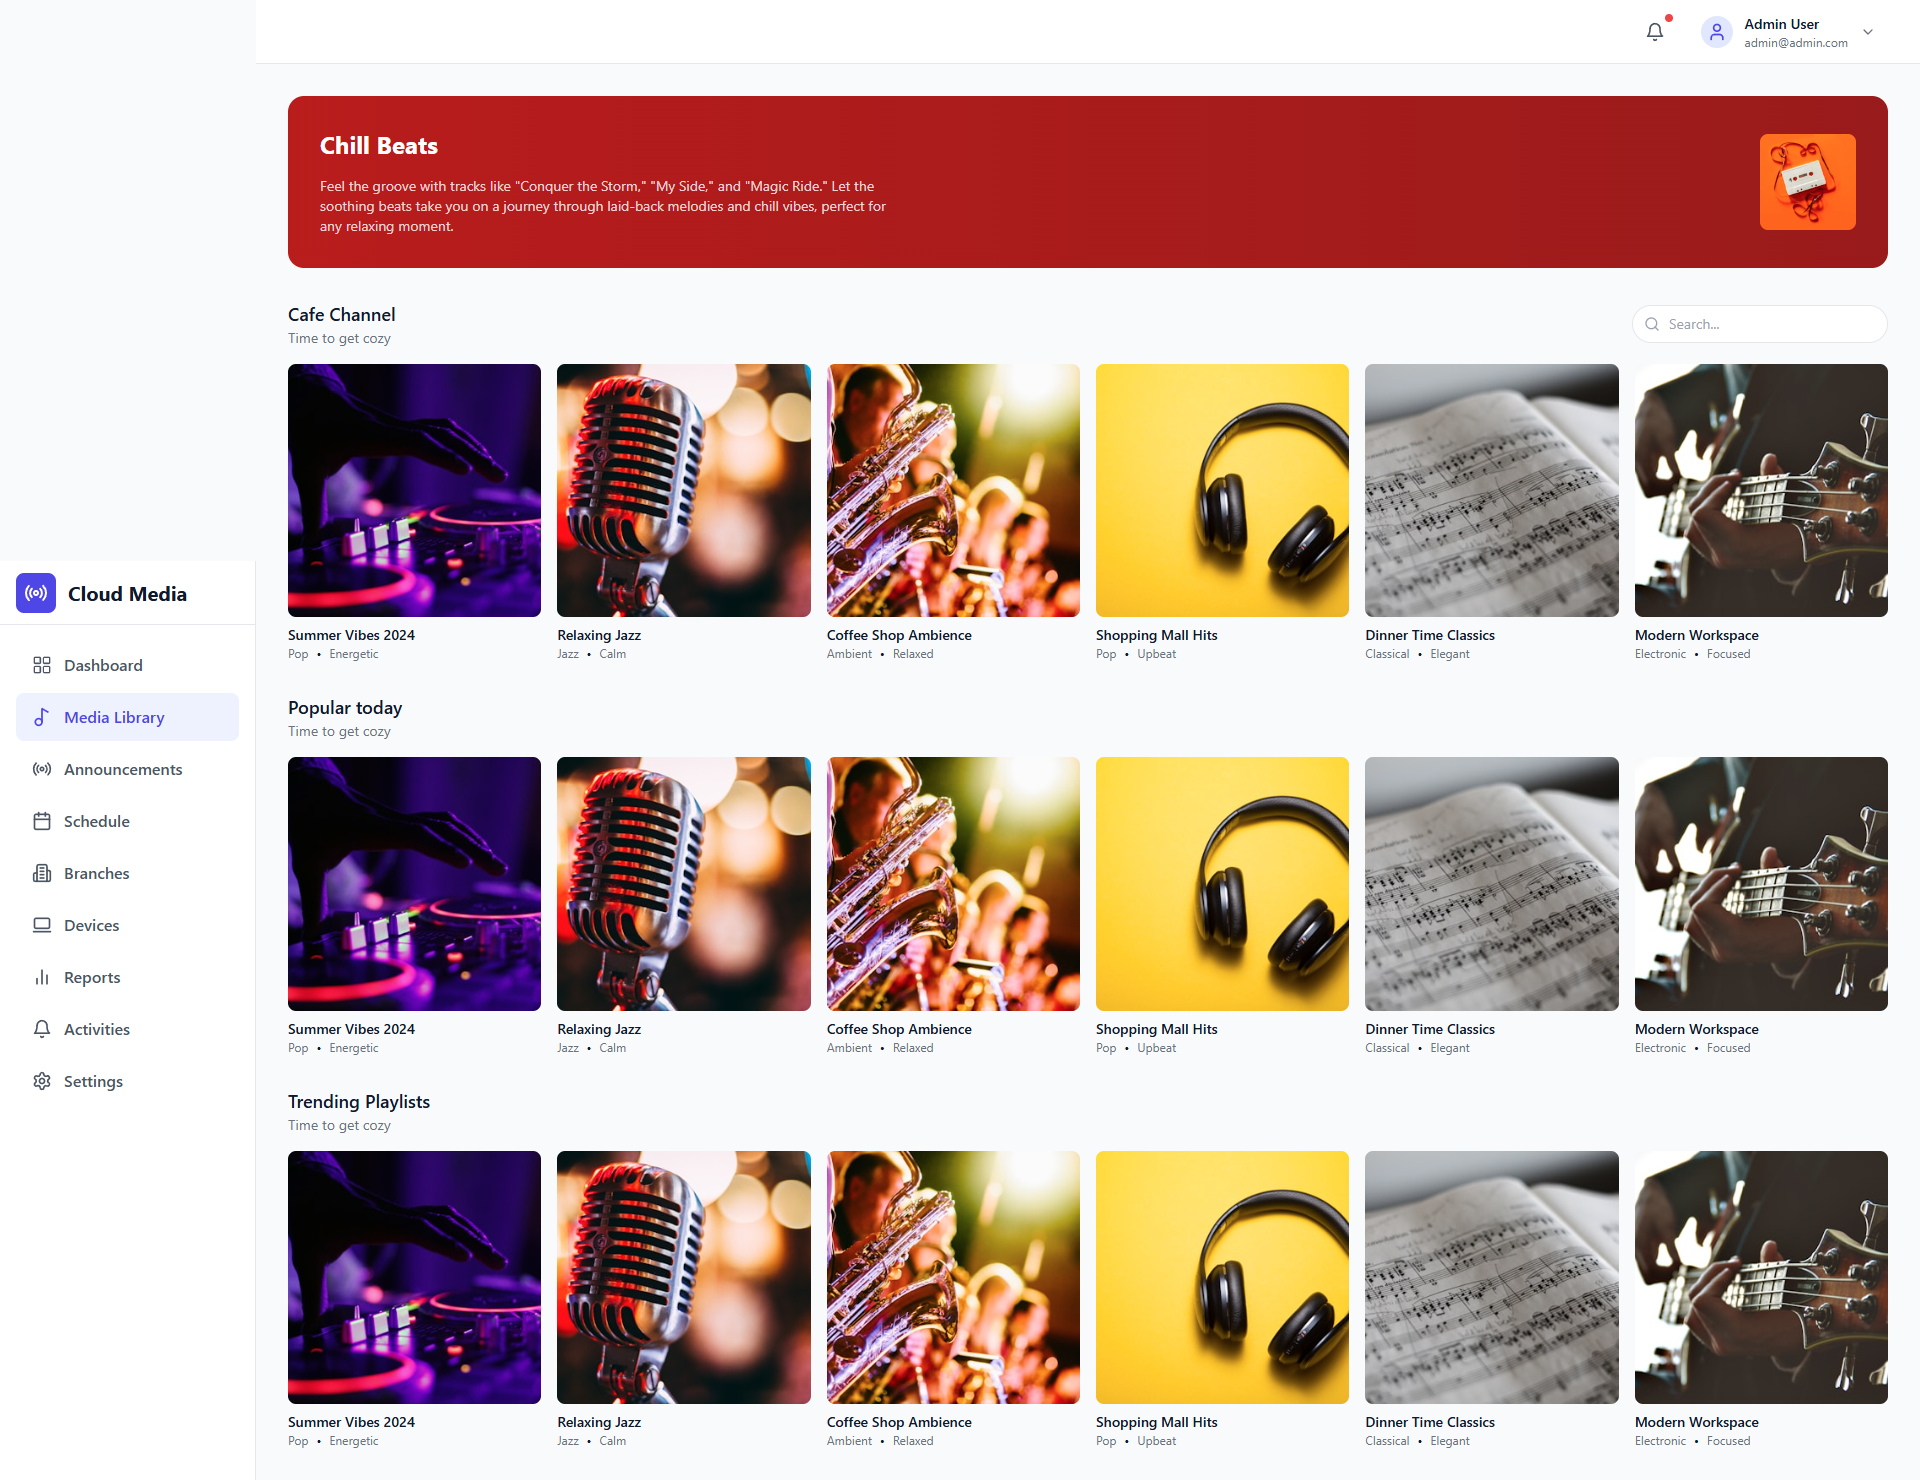 Admin User
admin@admin.com
Chill Beats
Feel the groove with tracks like "Conquer the Storm," "My Side," and "Magic Ride." Let the
soothing beats take you on a journey through laid-back melodies and chill vibes, perfect for
any relaxing moment.
Cafe Channel
Time to get cozy
Search...
Summer Vibes 2024
Pop • Energetic
Relaxing Jazz
Jazz • Calm
Coffee Shop Ambience
Ambient • Relaxed
Shopping Mall Hits
Pop • Upbeat
Dinner Time Classics
Classical • Elegant
Modern Workspace
Electronic • Focused
Cloud Media
Dashboard
Media Library
Announcements
Schedule
Branches
Devices
Reports
Activities
Settings
Popular today
Time to get cozy
Summer Vibes 2024
Pop • Energetic
Relaxing Jazz
Jazz • Calm
Coffee Shop Ambience
Ambient • Relaxed
Shopping Mall Hits
Pop • Upbeat
Dinner Time Classics
Classical • Elegant
Modern Workspace
Electronic • Focused
Trending Playlists
Time to get cozy
Summer Vibes 2024
Pop • Energetic
Relaxing Jazz
Jazz • Calm
Coffee Shop Ambience
Ambient • Relaxed
Shopping Mall Hits
Pop • Upbeat
Dinner Time Classics
Classical • Elegant
Modern Workspace
Electronic • Focused